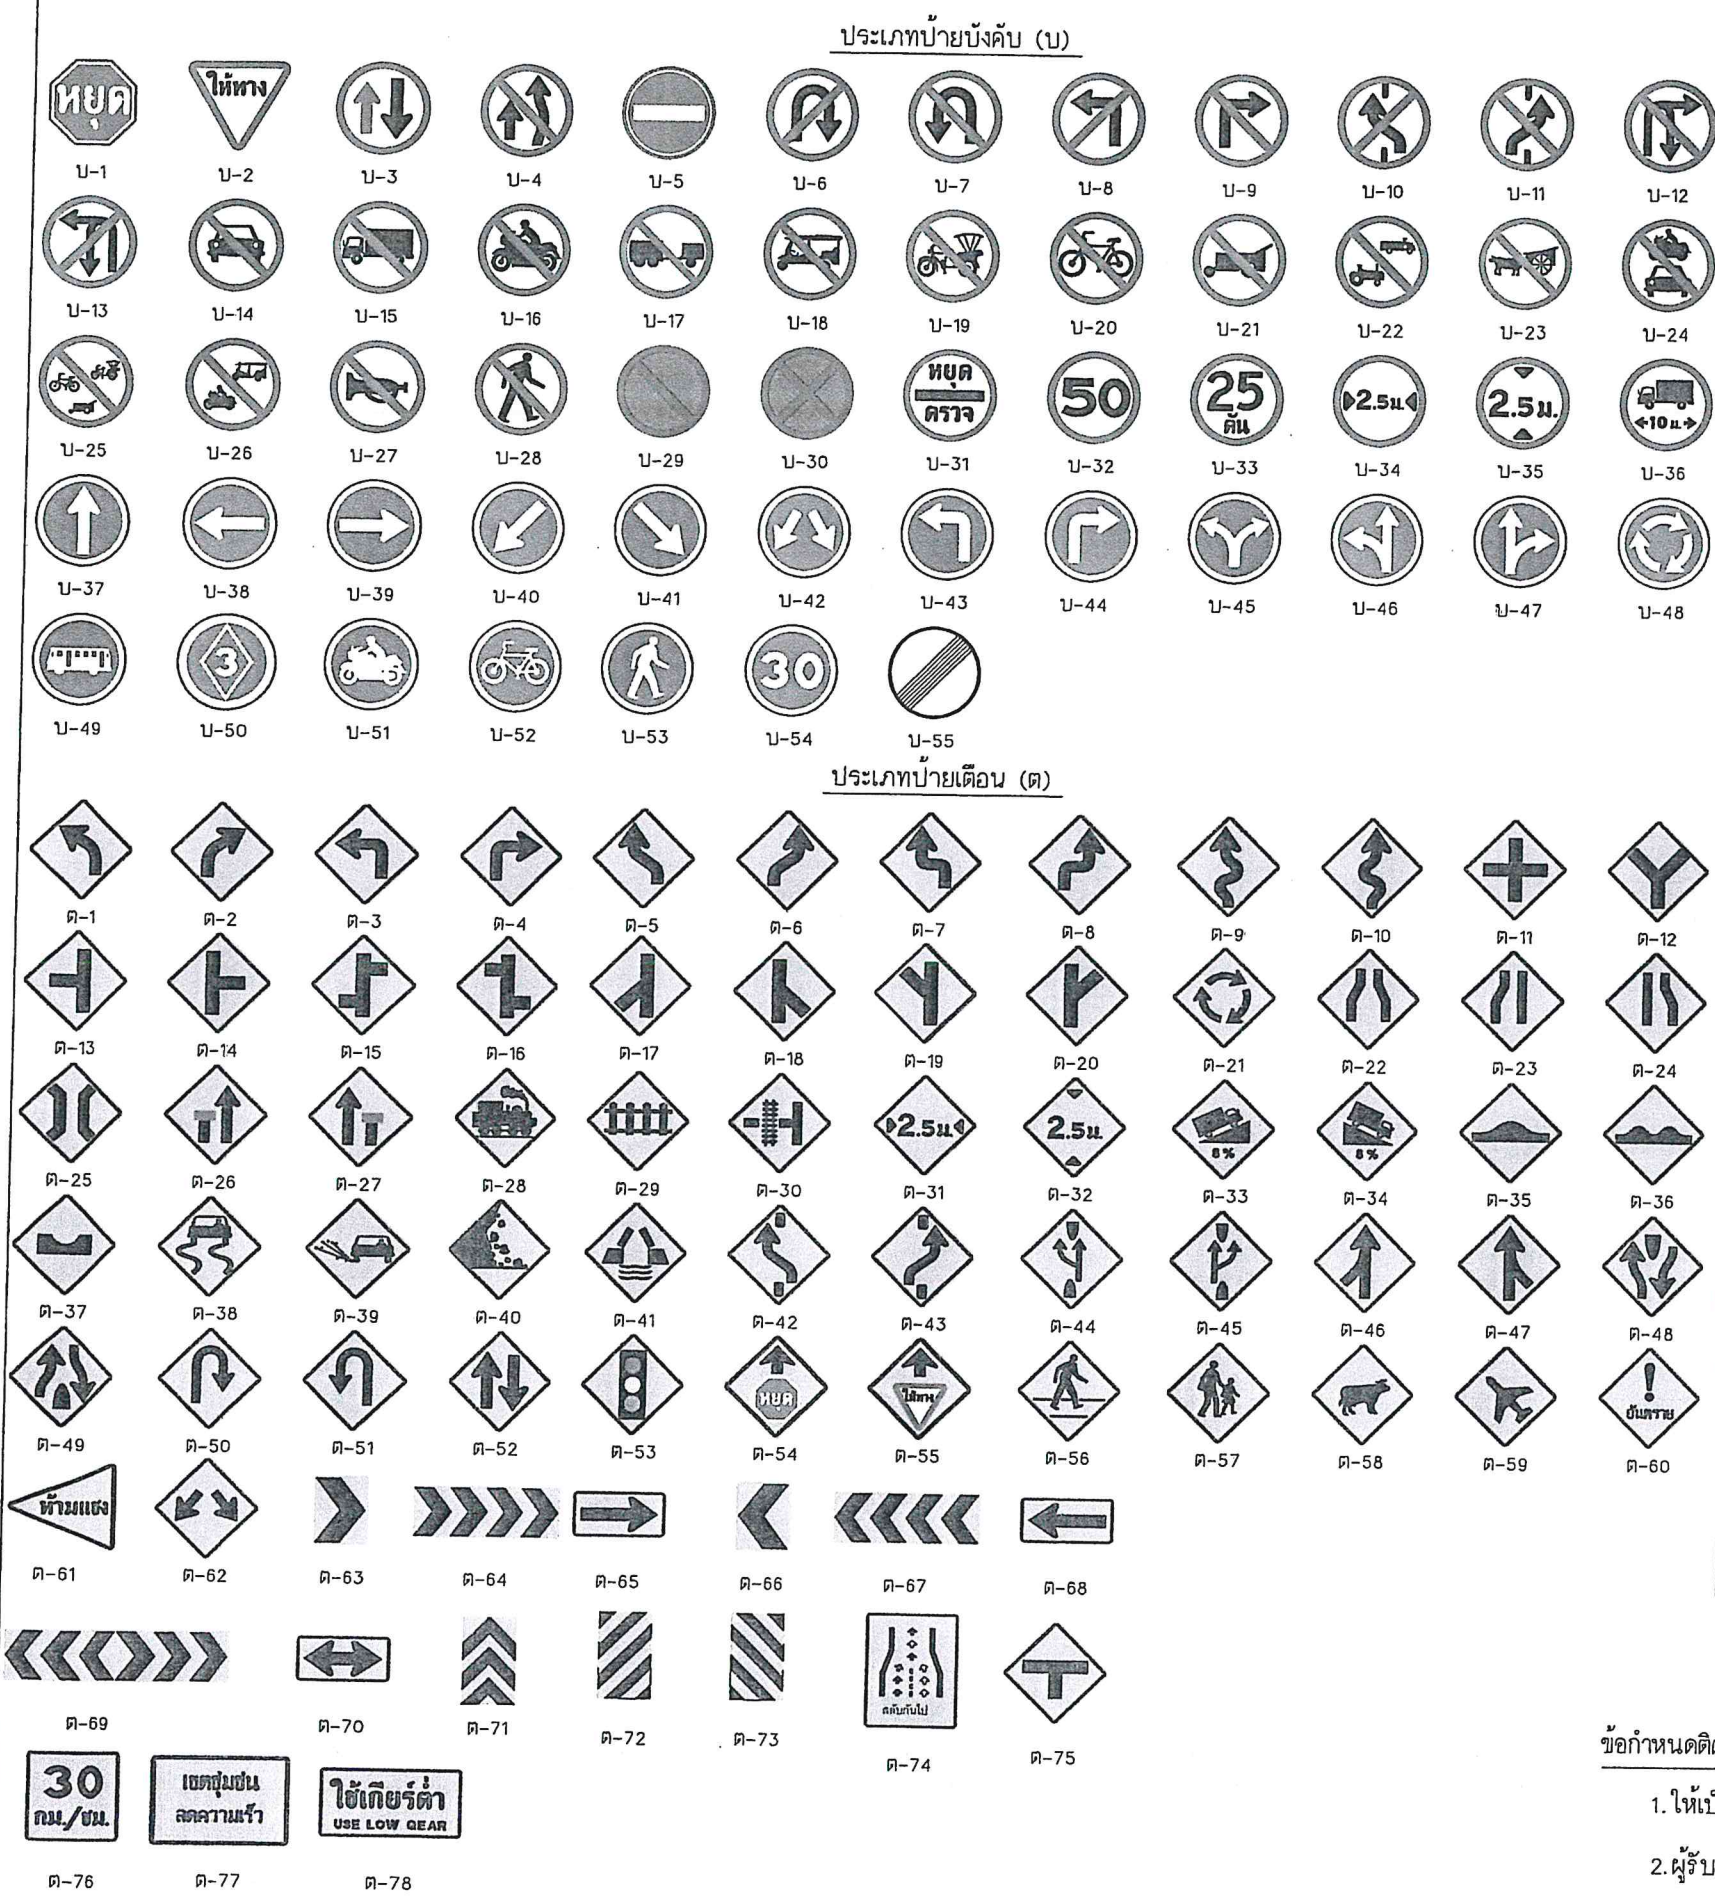 ประเภทป้ายบังคับ (บ)
หยุด ให้ทาง
บ-1 บ-2 บ-3 บ-4 บ-5 บ-6 บ-7 บ-8 บ-9 บ-10 บ-11 บ-12
บ-13 บ-14 บ-15 บ-16 บ-17 บ-18 บ-19 บ-20 บ-21 บ-22 บ-23 บ-24
หยุด ตรวจ 50 25 ตัน 2.5ม. 2.5ม. 10ม.
บ-25 บ-26 บ-27 บ-28 บ-29 บ-30 บ-31 บ-32 บ-33 บ-34 บ-35 บ-36
บ-37 บ-38 บ-39 บ-40 บ-41 บ-42 บ-43 บ-44 บ-45 บ-46 บ-47 บ-48
3 30
บ-49 บ-50 บ-51 บ-52 บ-53 บ-54 บ-55
ประเภทป้ายเตือน (ต)
ต-1 ต-2 ต-3 ต-4 ต-5 ต-6 ต-7 ต-8 ต-9 ต-10 ต-11 ต-12
ต-13 ต-14 ต-15 ต-16 ต-17 ต-18 ต-19 ต-20 ต-21 ต-22 ต-23 ต-24
2.5ม. 2.5ม. 8% 8%
ต-25 ต-26 ต-27 ต-28 ต-29 ต-30 ต-31 ต-32 ต-33 ต-34 ต-35 ต-36
ต-37 ต-38 ต-39 ต-40 ต-41 ต-42 ต-43 ต-44 ต-45 ต-46 ต-47 ต-48
หยุด ให้ทาง อันตราย
ต-49 ต-50 ต-51 ต-52 ต-53 ต-54 ต-55 ต-56 ต-57 ต-58 ต-59 ต-60
ห้ามแซง
ต-61 ต-62 ต-63 ต-64 ต-65 ต-66 ต-67 ต-68
สลับกันไป
ต-69 ต-70 ต-71 ต-72 ต-73 ต-74 ต-75
30 กม./ชม.
เขตชุมชน ลดความเร็ว
ใช้เกียร์ต่ำ
USE LOW GEAR
ต-76 ต-77 ต-78
1.
2.